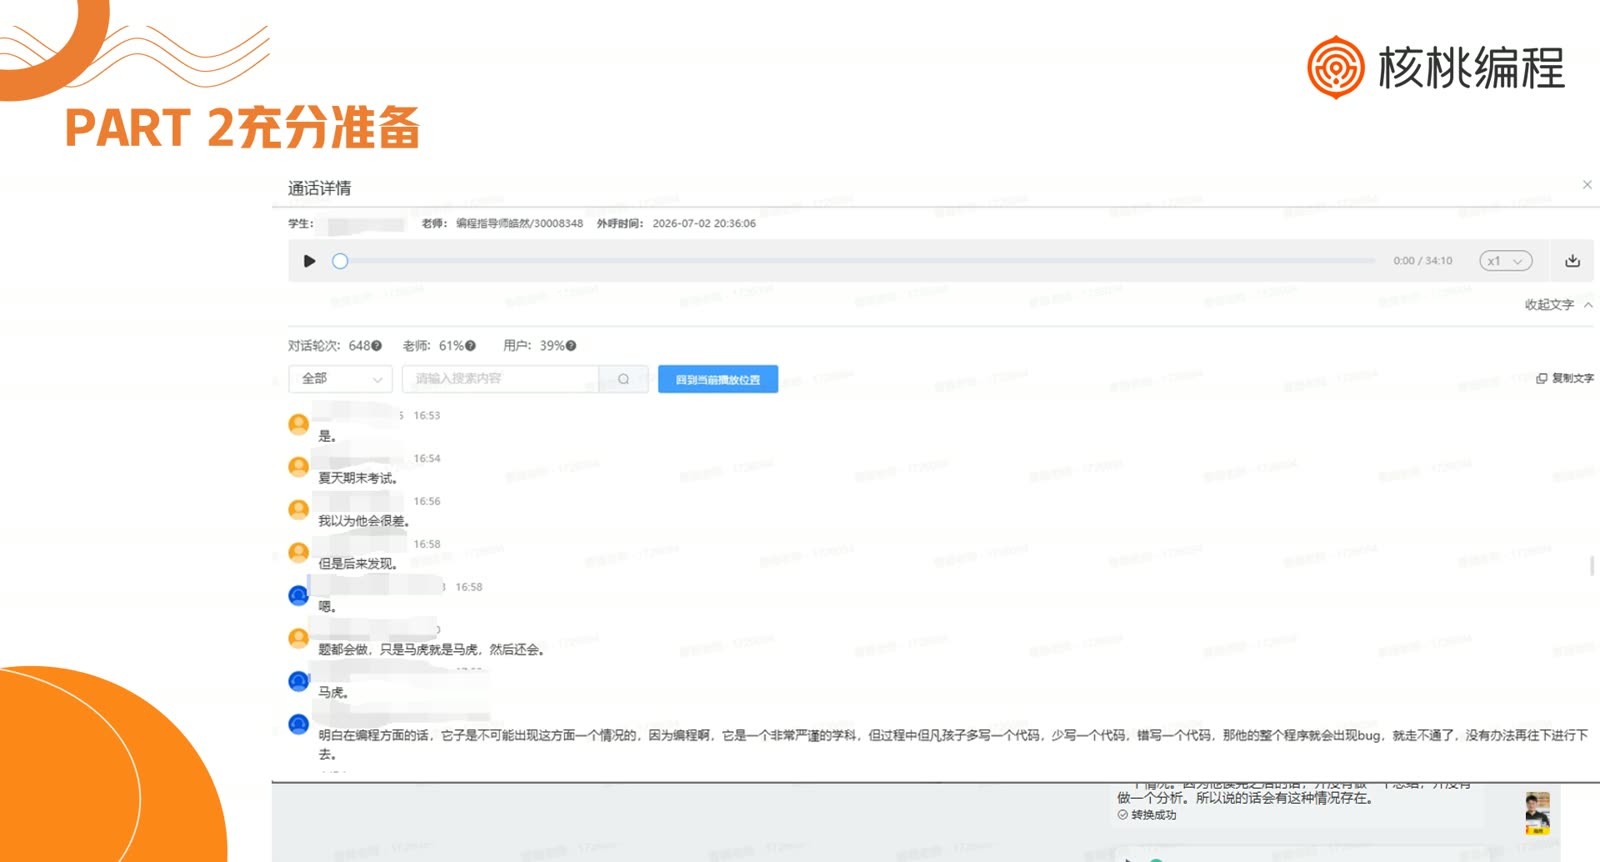 核桃编程
PART 2充分准备
通话详情
学生： 老师： 编程指导师皓然/30008348 外呼时间： 2026-07-02 20:36:06
0:00 / 34:10 x1
收起文字
对话轮次： 648 老师： 61% 用户： 39%
全部 请输入搜索内容 回到当前播放位置 复制文字
16:53
是。
16:54
夏天期末考试。
16:56
我以为他会很差。
16:58
但是后来发现。
16:58
嗯。
题都会做，只是马虎就是马虎，然后还会。
马虎。
明白在编程方面的话，它子是不可能出现这方面一个情况的，因为编程啊，它是一个非常严谨的学科，但过程中但凡孩子多写一个代码，少写一个代码，错写一个代码，那他的整个程序就会出现bug，就走不通了，没有办法再往下进行下
去。
做一个分析。所以说的话会有这种情况存在。
转换成功